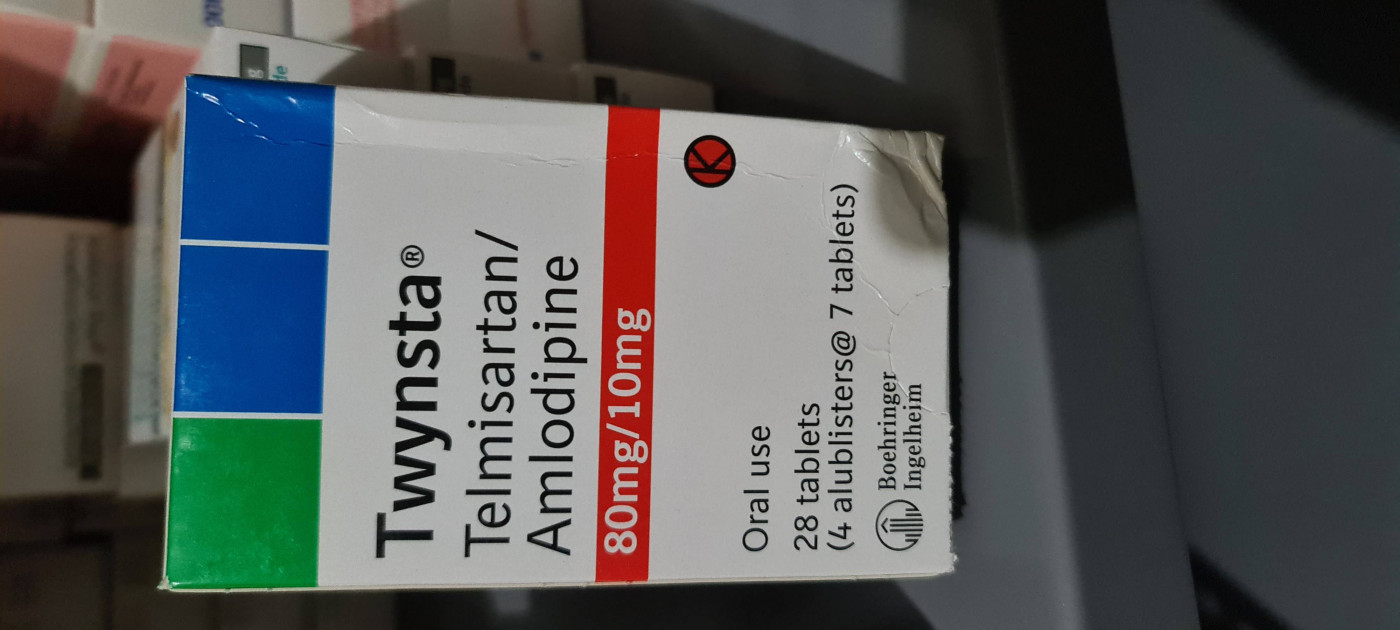 Twynsta®
Telmisartan/
Amlodipine
80mg/10mg
K
Oral use
28 tablets
(4 alublisters@ 7 tablets)
Boehringer
Ingelheim